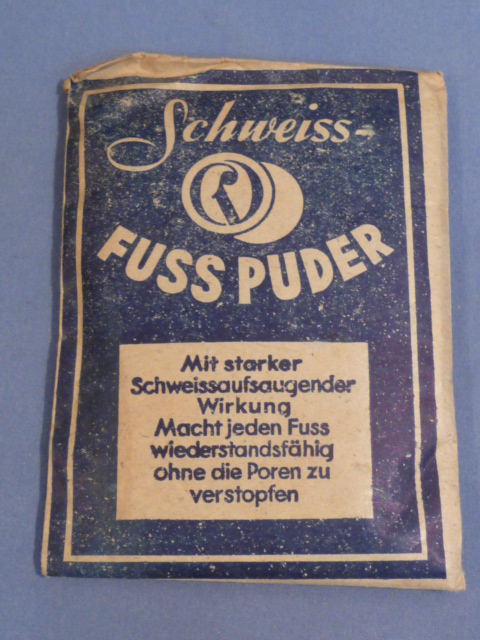 Schweiss-
FUSS PUDER
Mit starker
Schweissaufsaugender
Wirkung
Macht jeden Fuss
wiederstandsfähig
ohne die Poren zu
verstopfen